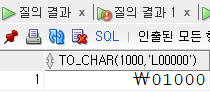 질의 결과 × 질의 결과 1
SQL | 인출된 모든 행
TO_CHAR(1000,'L00000')
1 ₩01000